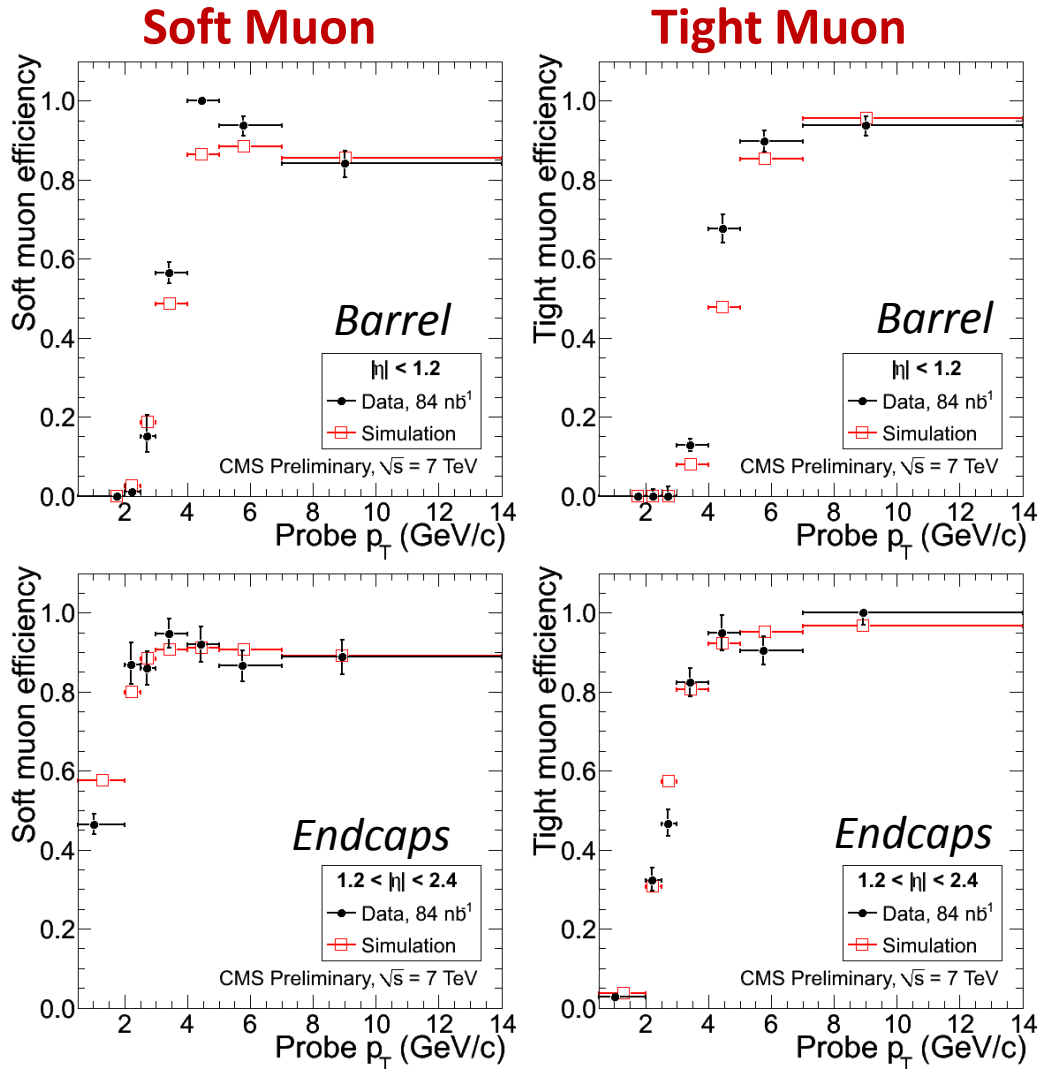 Soft Muon
Tight Muon
Soft muon efficiency
1.0
0.8
0.6
0.4
0.2
0.0
Barrel
|η| < 1.2
Data, 84 nb⁻¹
Simulation
CMS Preliminary, √s = 7 TeV
2 4 6 8 10 12 14
Probe p_T (GeV/c)
Tight muon efficiency
1.0
0.8
0.6
0.4
0.2
0.0
Barrel
|η| < 1.2
Data, 84 nb⁻¹
Simulation
CMS Preliminary, √s = 7 TeV
2 4 6 8 10 12 14
Probe p_T (GeV/c)
Soft muon efficiency
1.0
0.8
0.6
0.4
0.2
0.0
Endcaps
1.2 < |η| < 2.4
Data, 84 nb⁻¹
Simulation
CMS Preliminary, √s = 7 TeV
2 4 6 8 10 12 14
Probe p_T (GeV/c)
Tight muon efficiency
1.0
0.8
0.6
0.4
0.2
0.0
Endcaps
1.2 < |η| < 2.4
Data, 84 nb⁻¹
Simulation
CMS Preliminary, √s = 7 TeV
2 4 6 8 10 12 14
Probe p_T (GeV/c)